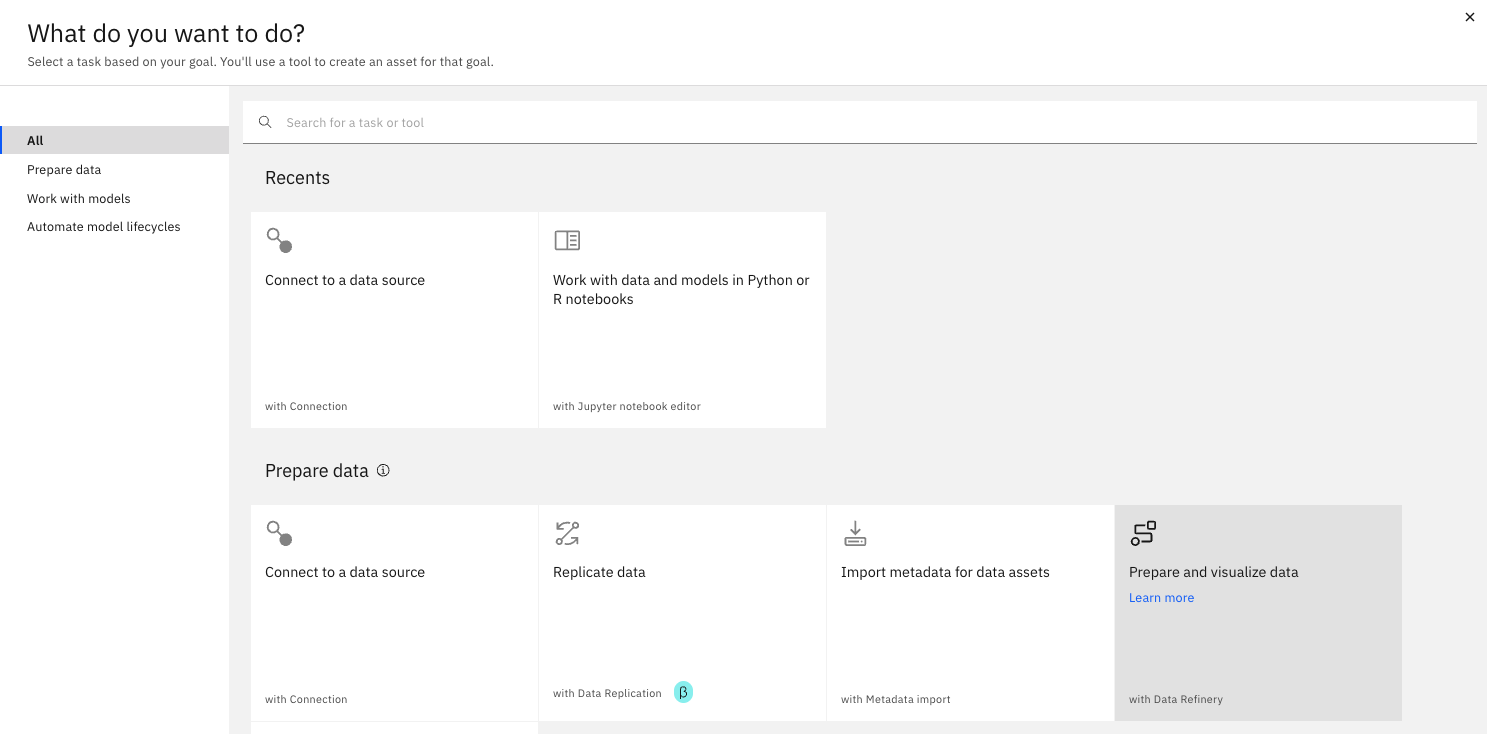 What do you want to do?
Select a task based on your goal. You'll use a tool to create an asset for that goal.
All
Prepare data
Work with models
Automate model lifecycles
Search for a task or tool
Recents
Connect to a data source
with Connection
Work with data and models in Python or
R notebooks
with Jupyter notebook editor
Prepare data
Connect to a data source
with Connection
Replicate data
with Data Replication β
Import metadata for data assets
with Metadata import
Prepare and visualize data
Learn more
with Data Refinery